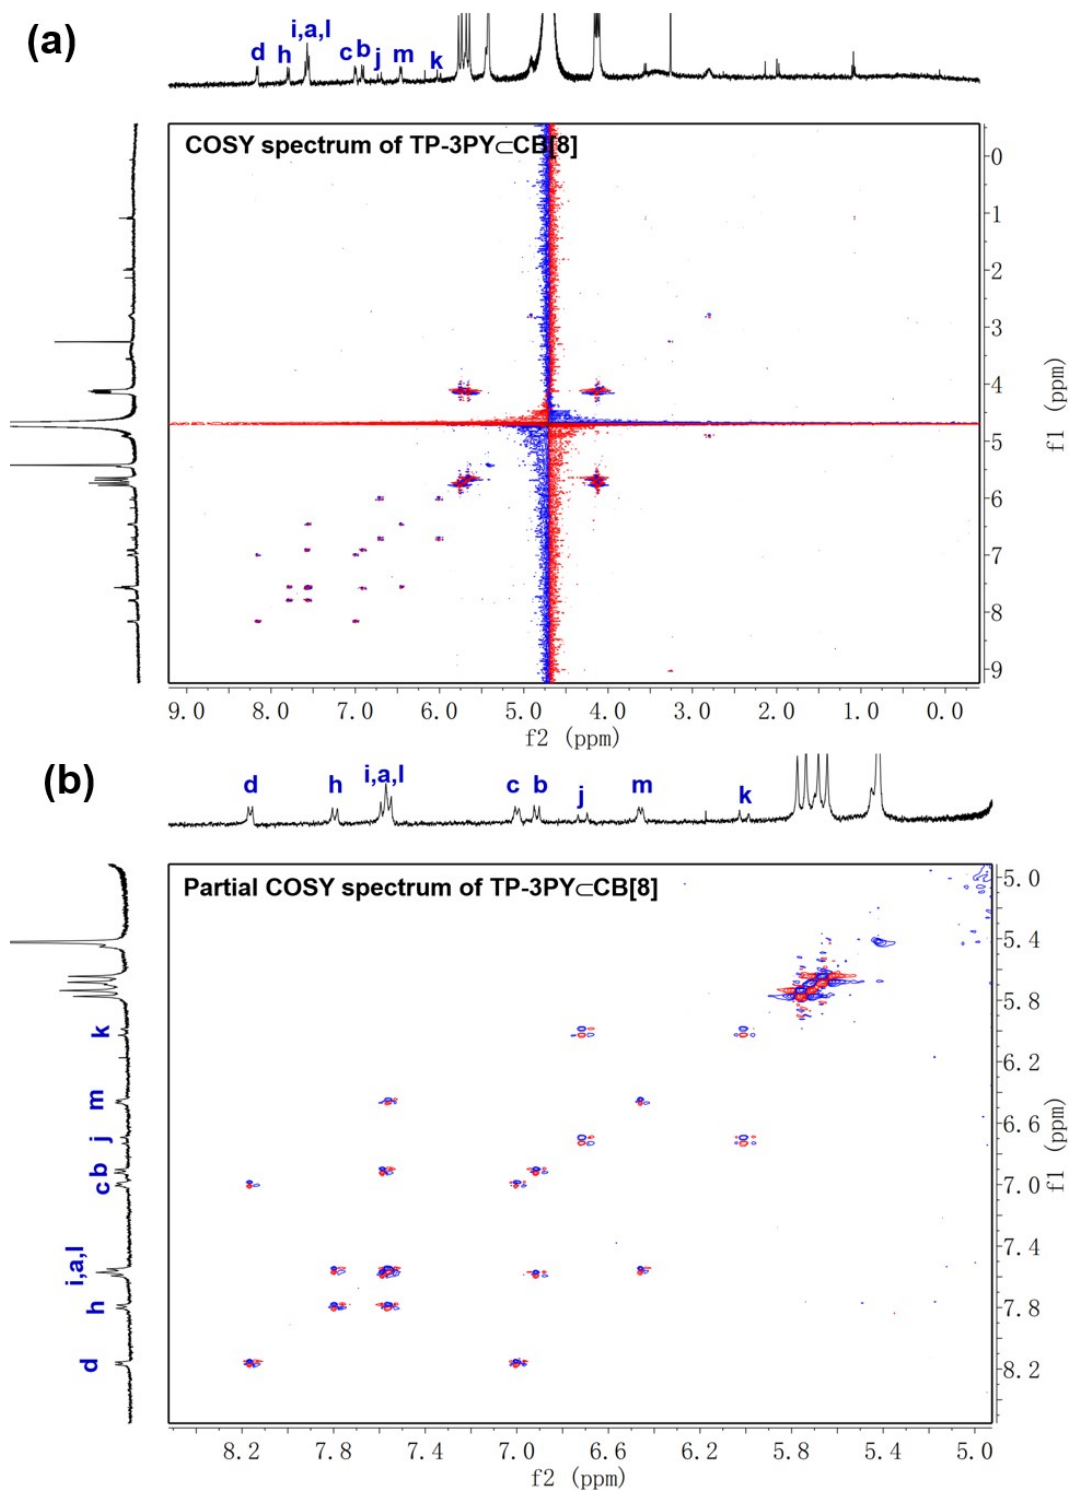 (a)
d h i,a,l c b j m k
COSY spectrum of TP-3PY⊂CB[8]
0
1
2
3
4
5
6
7
8
9
f1 (ppm)
9.0 8.0 7.0 6.0 5.0 4.0 3.0 2.0 1.0 0.0
f2 (ppm)
(b)
d h i,a,l c b j m k
Partial COSY spectrum of TP-3PY⊂CB[8]
5.0
5.4
5.8
k
6.2
m
6.6
j
b
c
7.0
7.4
i,a,l
h
7.8
d
8.2
f1 (ppm)
8.2 7.8 7.4 7.0 6.6 6.2 5.8 5.4 5.0
f2 (ppm)